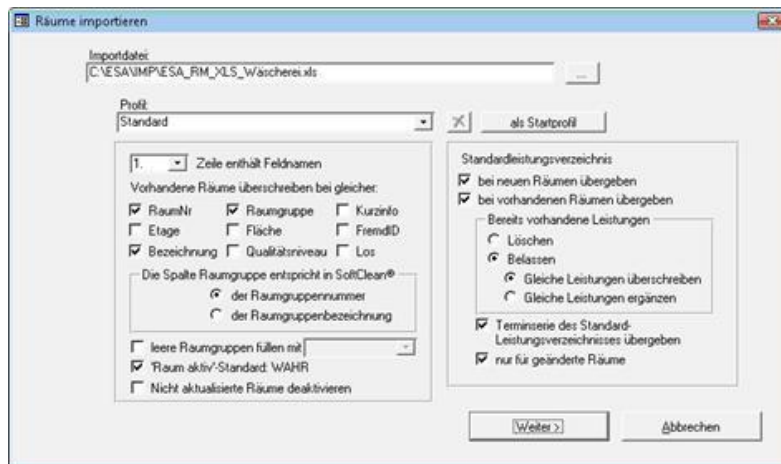 Räume importieren
Importdatei:
C:\ESA\IMP\ESA_RM_XLS_Wäscherei.xls
...
Profil:
Standard
als Startprofil
1. Zeile enthält Feldnamen
Vorhandene Räume überschreiben bei gleicher:
RaumNr Raumgruppe Kurzinfo
Etage Fläche FremdID
Bezeichnung Qualitätsniveau Los
Die Spalte Raumgruppe entspricht in SoftClean®
der Raumgruppennummer
der Raumgruppenbezeichnung
leere Raumgruppen füllen mit
'Raum aktiv'-Standard: WAHR
Nicht aktualisierte Räume deaktivieren
Standardleistungsverzeichnis
bei neuen Räumen übergeben
bei vorhandenen Räumen übergeben
Bereits vorhandene Leistungen
Löschen
Belassen
Gleiche Leistungen überschreiben
Gleiche Leistungen ergänzen
Terminserie des Standard-
Leistungsverzeichnisses übergeben
nur für geänderte Räume
Weiter >
Abbrechen